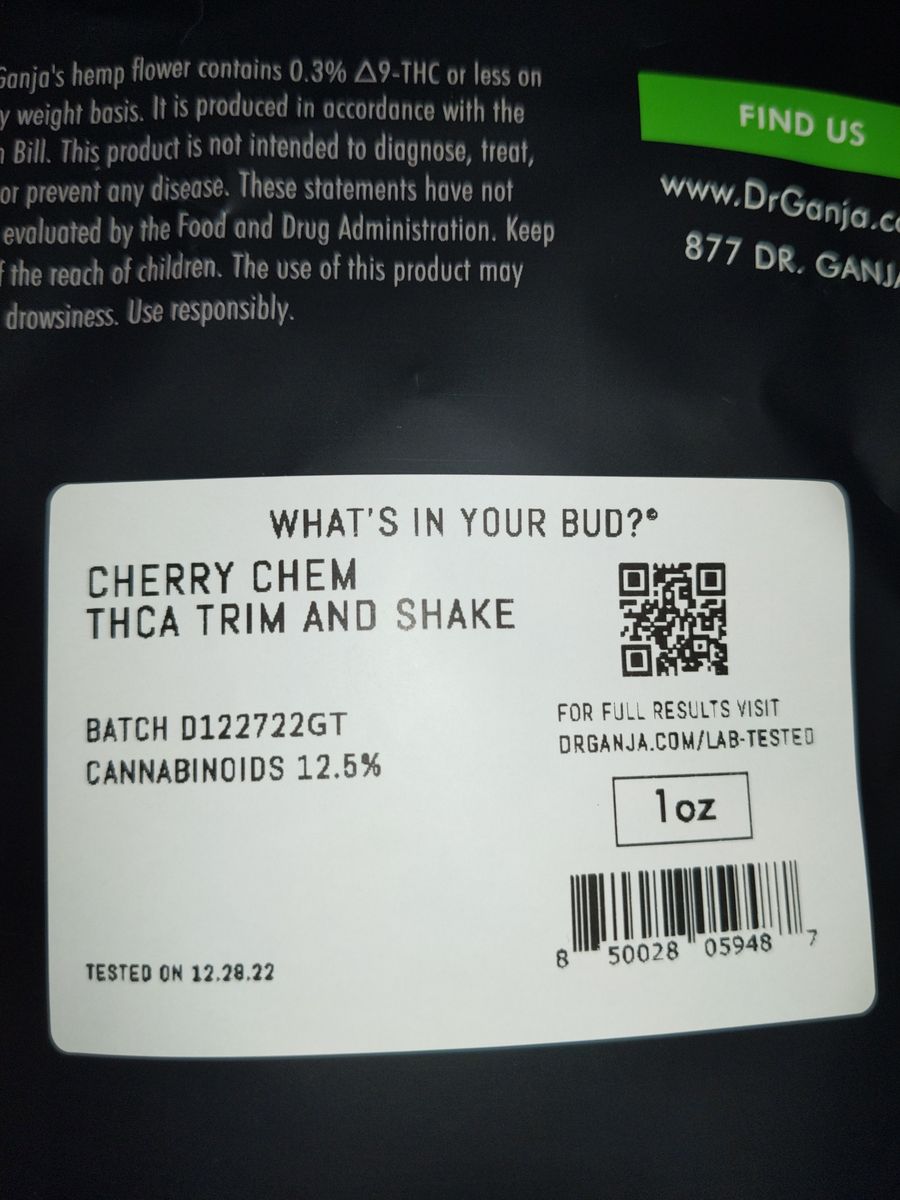 Ganja's hemp flower contains 0.3% Δ9-THC or less on
y weight basis. It is produced in accordance with the
Bill. This product is not intended to diagnose, treat,
or prevent any disease. These statements have not
evaluated by the Food and Drug Administration. Keep
f the reach of children. The use of this product may
drowsiness. Use responsibly.
FIND US
www.DrGanja.co
877 DR. GANJA
WHAT'S IN YOUR BUD?©
CHERRY CHEM
THCA TRIM AND SHAKE
BATCH D122722GT
CANNABINOIDS 12.5%
FOR FULL RESULTS VISIT
DRGANJA.COM/LAB-TESTED
1oz
8 50028 05948 7
TESTED ON 12.28.22